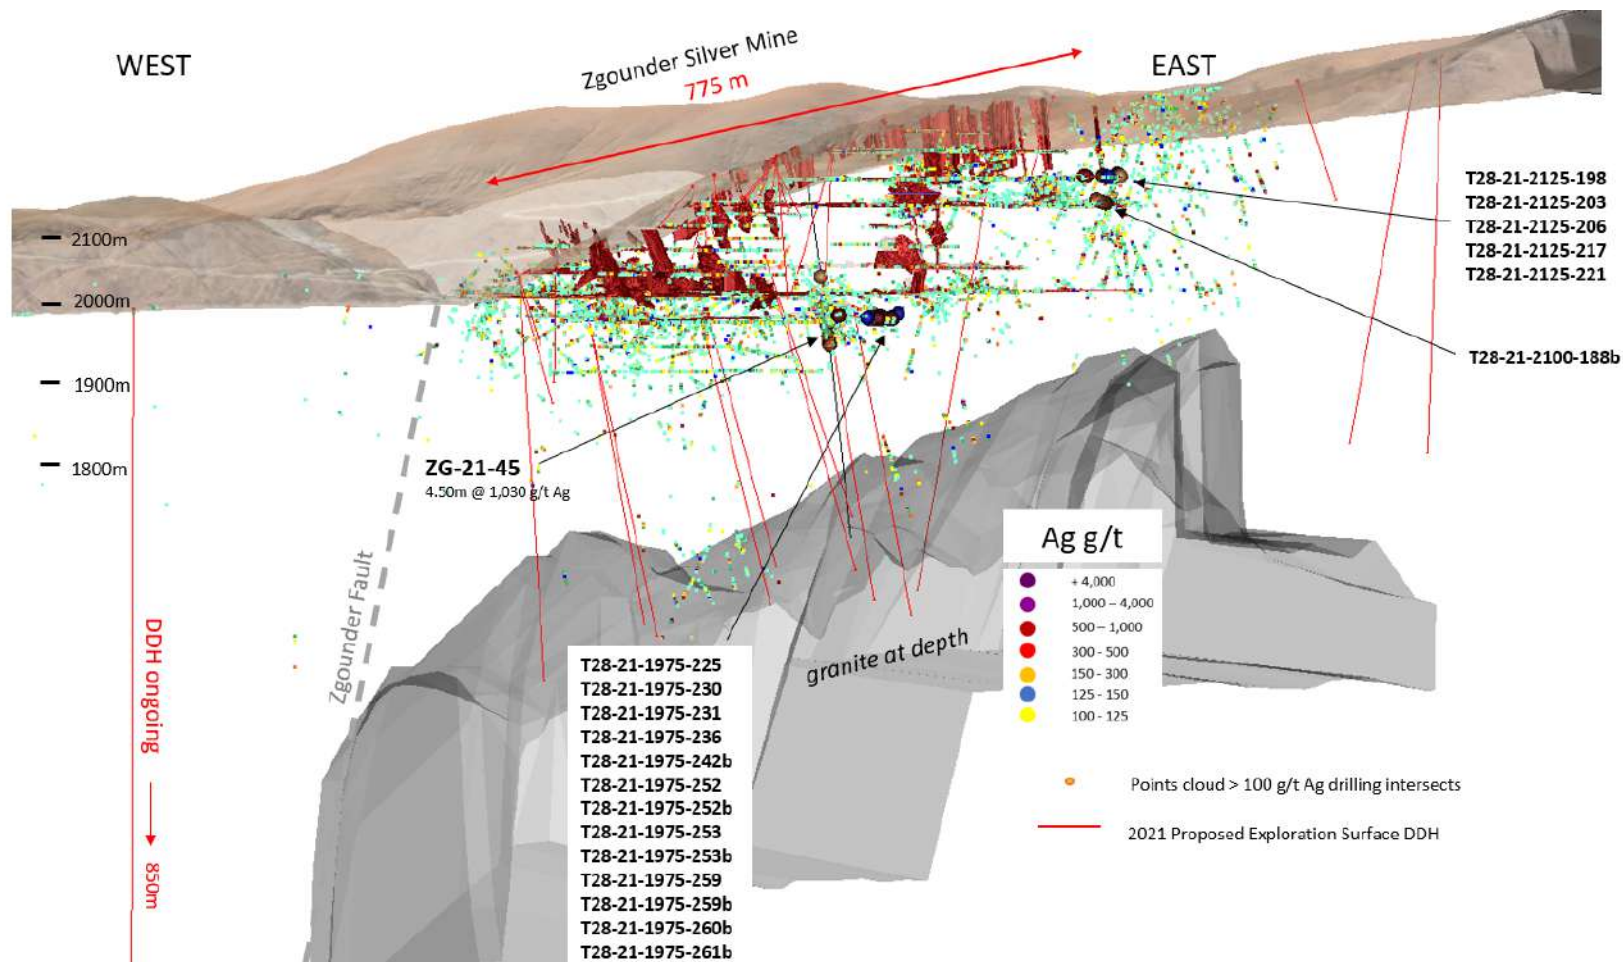 WEST
Zgounder Silver Mine
775 m
EAST
2100m
2000m
1900m
1800m
T28-21-2125-198
T28-21-2125-203
T28-21-2125-206
T28-21-2125-217
T28-21-2125-221
T28-21-2100-188b
ZG-21-45
4.50m @ 1,030 g/t Ag
Zgounder Fault
DDH ongoing
850m
granite at depth
T28-21-1975-225
T28-21-1975-230
T28-21-1975-231
T28-21-1975-236
T28-21-1975-242b
T28-21-1975-252
T28-21-1975-252b
T28-21-1975-253
T28-21-1975-253b
T28-21-1975-259
T28-21-1975-259b
T28-21-1975-260b
T28-21-1975-261b
Ag g/t
+ 4,000
1,000 – 4,000
500 – 1,000
300 - 500
150 - 300
125 - 150
100 - 125
Points cloud > 100 g/t Ag drilling intersects
2021 Proposed Exploration Surface DDH